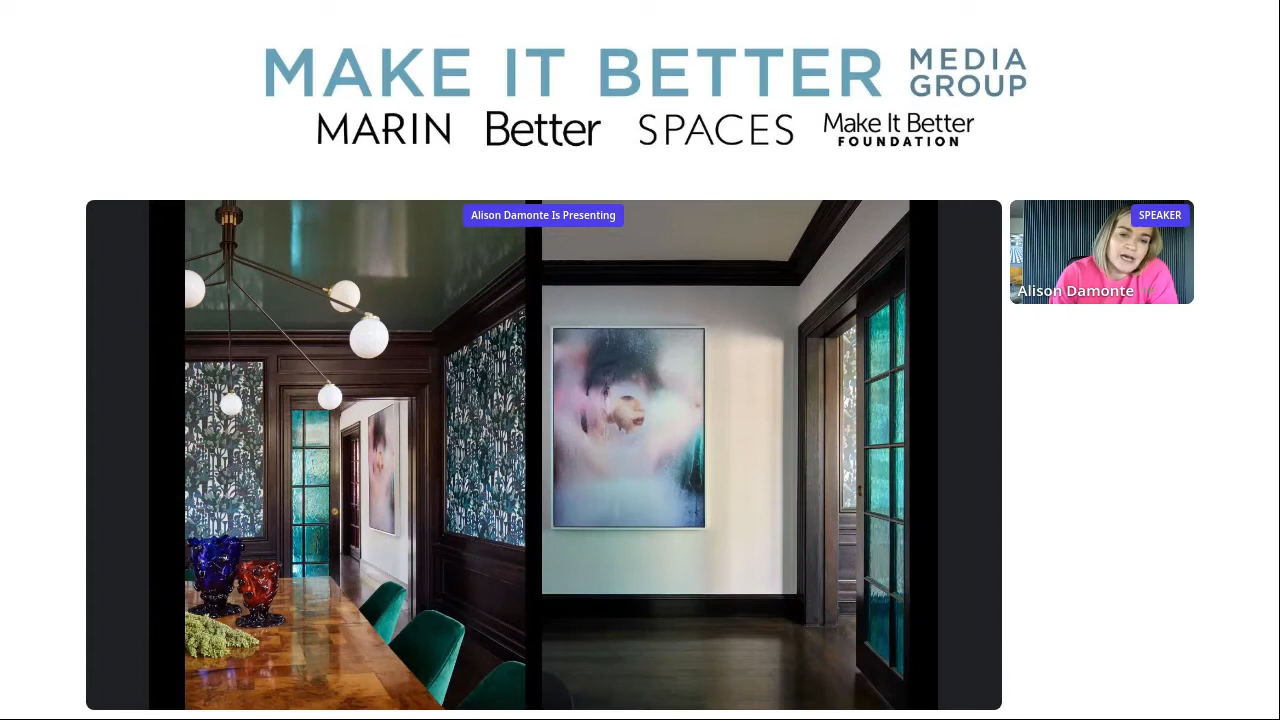 MAKE IT BETTER MEDIA GROUP
MARIN Better SPACES Make It Better FOUNDATION
Alison Damonte Is Presenting
SPEAKER
Alison Damonte